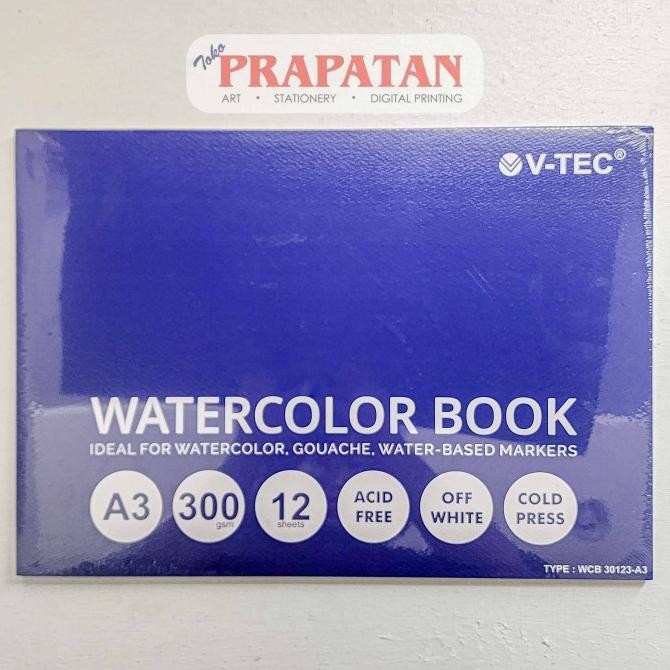 Toko
PRAPATAN
ART • STATIONERY • DIGITAL PRINTING
V-TEC®
WATERCOLOR BOOK
IDEAL FOR WATERCOLOR, GOUACHE, WATER-BASED MARKERS
A3
300
gsm
12
sheets
ACID
FREE
OFF
WHITE
COLD
PRESS
TYPE : WCB 30123-A3